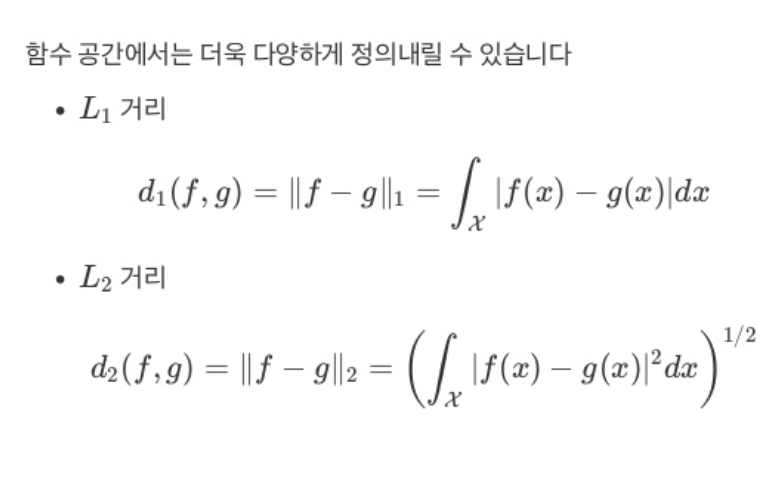 함수 공간에서는 더욱 다양하게 정의내릴 수 있습니다
• L₁ 거리
d₁(f, g) = ‖f − g‖₁ = ∫_𝒳 |f(x) − g(x)|dx
• L₂ 거리
d₂(f, g) = ‖f − g‖₂ = (∫_𝒳 |f(x) − g(x)|²dx)^{1/2}